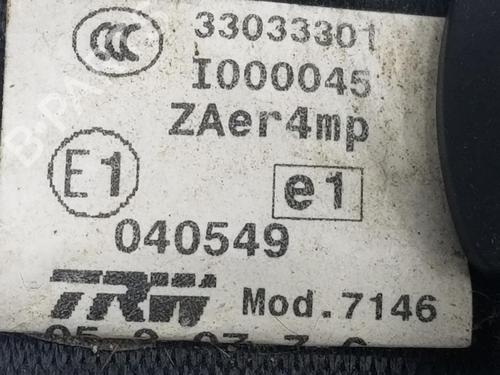 CCC 33033301
I000045
ZAer4mp
E1 e1
040549
TRW Mod.7146